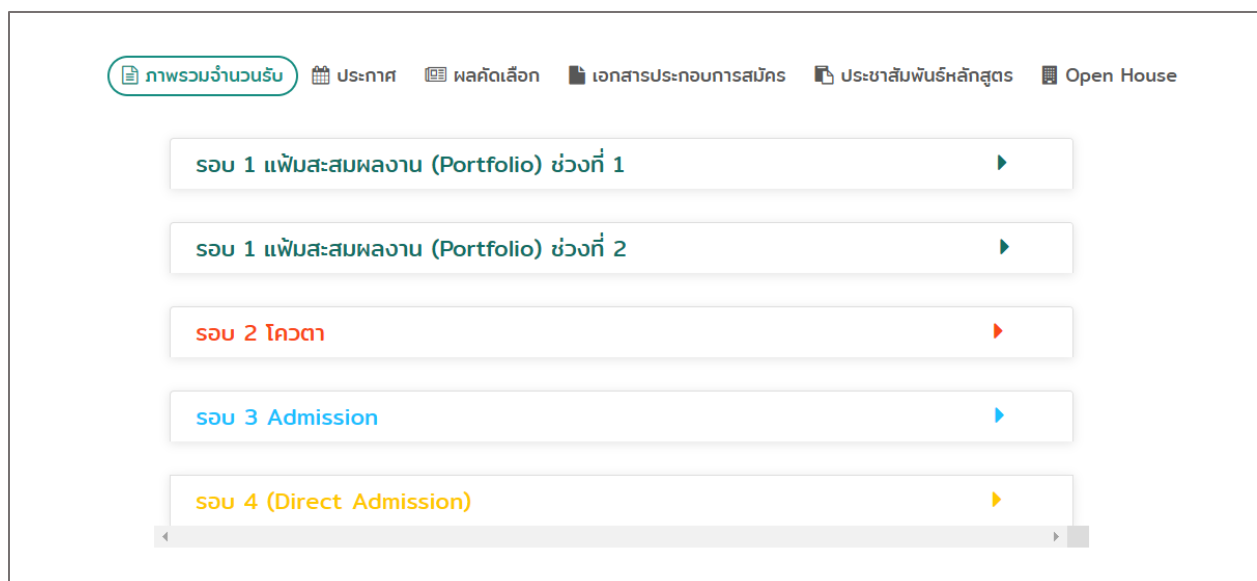 ภาพรวมจำนวนรับ ประกาศ ผลคัดเลือก เอกสารประกอบการสมัคร ประชาสัมพันธ์หลักสูตร Open House
รอบ 1 แฟ้มสะสมผลงาน (Portfolio) ช่วงที่ 1
รอบ 1 แฟ้มสะสมผลงาน (Portfolio) ช่วงที่ 2
รอบ 2 โควตา
รอบ 3 Admission
รอบ 4 (Direct Admission)